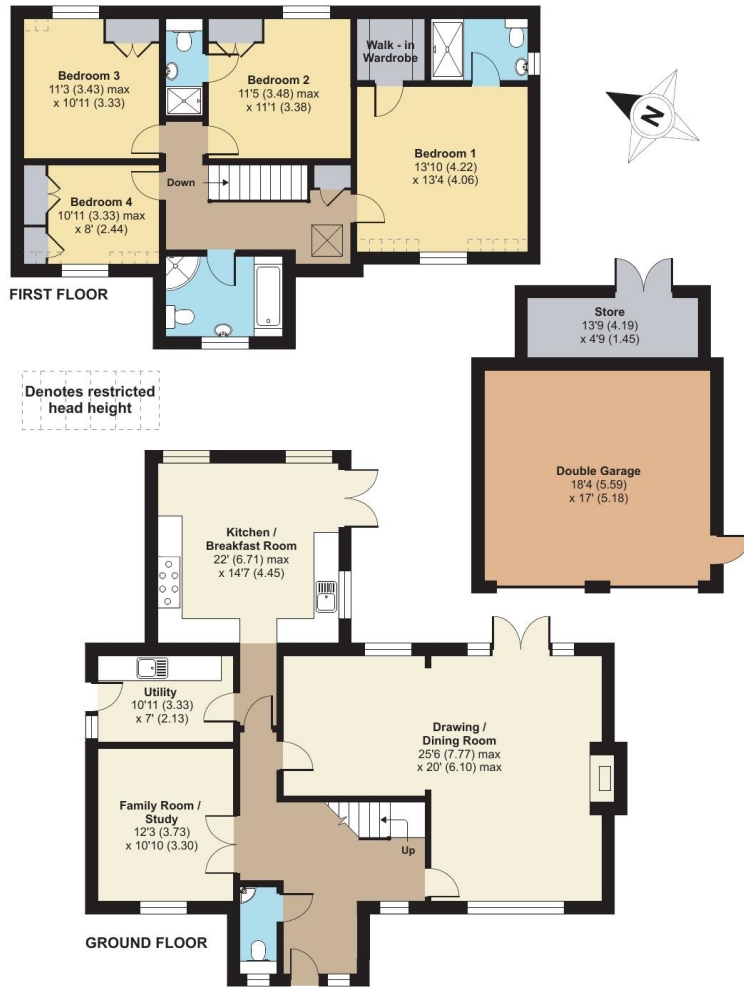 Bedroom 3
11'3 (3.43) max
x 10'11 (3.33)
Bedroom 2
11'5 (3.48) max
x 11'1 (3.38)
Walk - in
Wardrobe
Bedroom 1
13'10 (4.22)
x 13'4 (4.06)
N
Down
Bedroom 4
10'11 (3.33) max
x 8' (2.44)
FIRST FLOOR
Store
13'9 (4.19)
x 4'9 (1.45)
Denotes restricted
head height
Double Garage
18'4 (5.59)
x 17' (5.18)
Kitchen /
Breakfast Room
22' (6.71) max
x 14'7 (4.45)
Utility
10'11 (3.33)
x 7' (2.13)
Drawing /
Dining Room
25'6 (7.77) max
x 20' (6.10) max
Family Room /
Study
12'3 (3.73)
x 10'10 (3.30)
Up
GROUND FLOOR